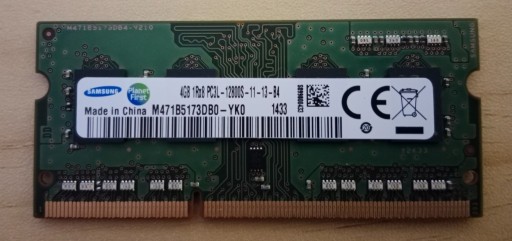 SAMSUNG
Planet First
4GB 1Rx8 PC3L-12800S-11-13-B4
Made in China M471B5173DB0-YK0 1433
CE